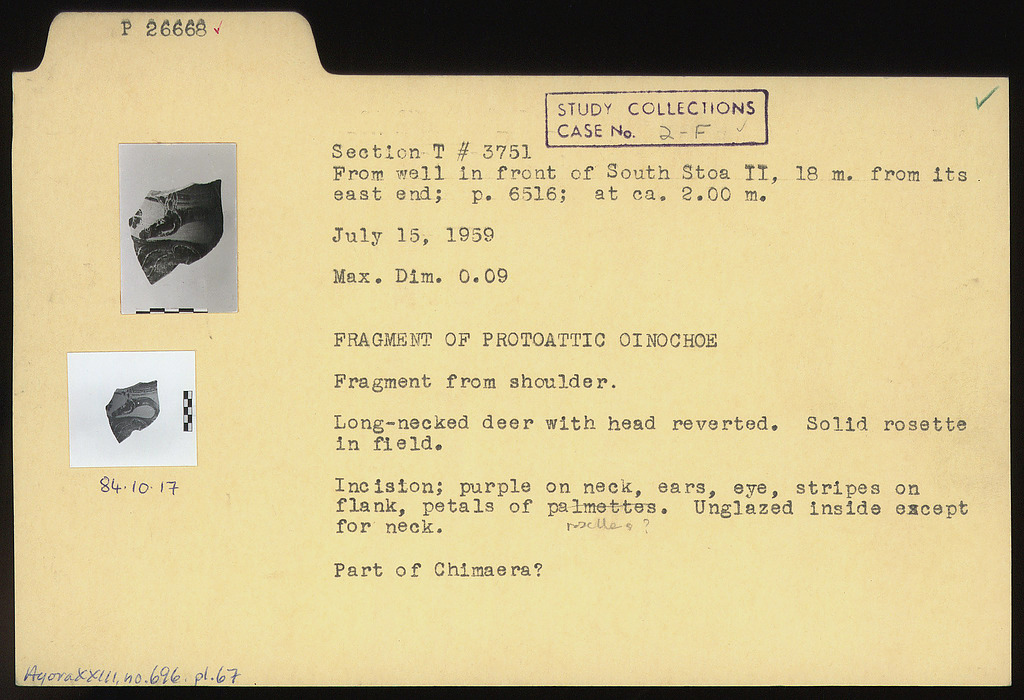 P 26668 ✓
STUDY COLLECTIONS
CASE No. 2-F ✓
Section T # 3751
From well in front of South Stoa II, 18 m. from its
east end; p. 6516; at ca. 2.00 m.
July 15, 1959
Max. Dim. 0.09
FRAGMENT OF PROTOATTIC OINOCHOE
Fragment from shoulder.
Long-necked deer with head reverted. Solid rosette
in field.
84.10.17
Incision; purple on neck, ears, eye, stripes on
flank, petals of palmettes. Unglazed inside except
for neck. rosettes?
Part of Chimaera?
Agora XXIII, no. 696. pl. 67.